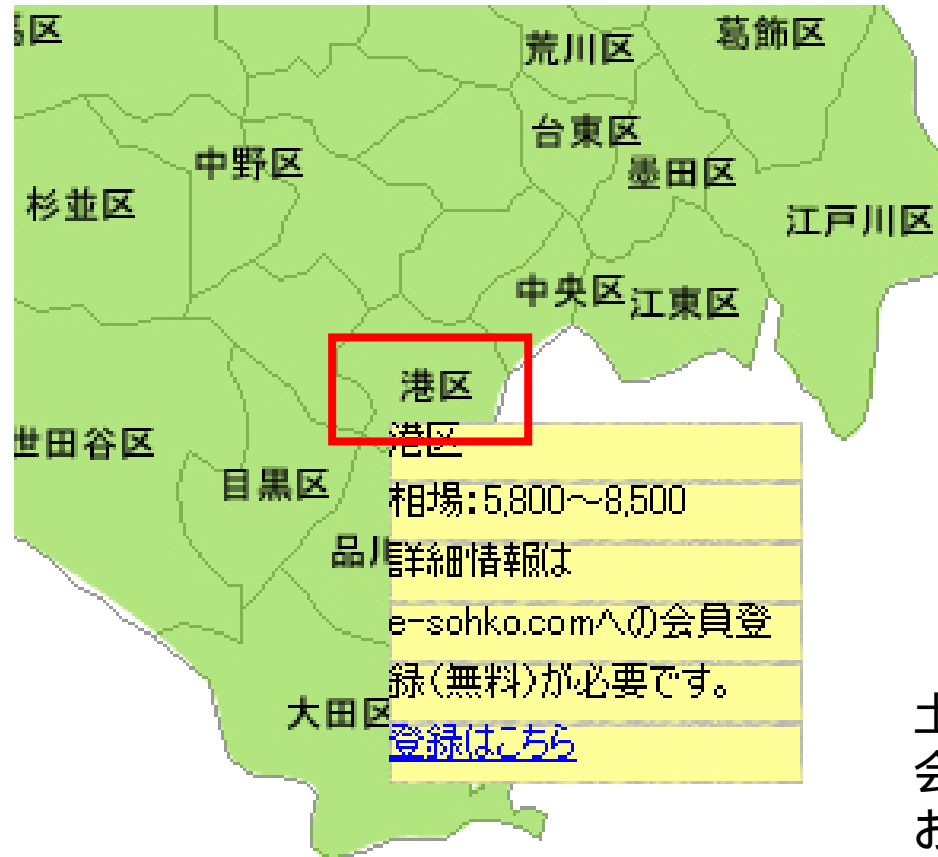 区
荒川区
葛飾区
台東区
中野区
墨田区
杉並区
江戸川区
中央区
江東区
港区
世田谷区
目黒区
品川
大田区
港区
相場:5,800～8,500
詳細情報は
e-sohko.comへの会員登
録(無料)が必要です。
登録はこちら